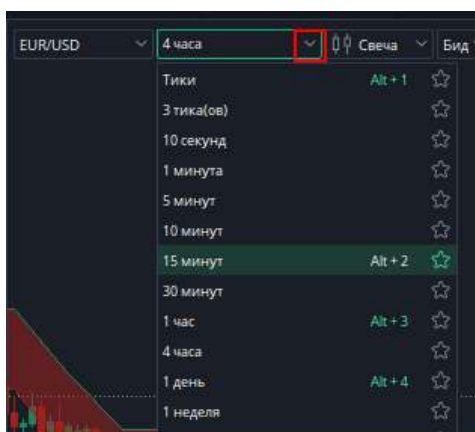 EUR/USD 4 часа Свеча Бид
Тики Alt + 1
3 тика(ов)
10 секунд
1 минута
5 минут
10 минут
15 минут Alt + 2
30 минут
1 час Alt + 3
4 часа
1 день Alt + 4
1 неделя